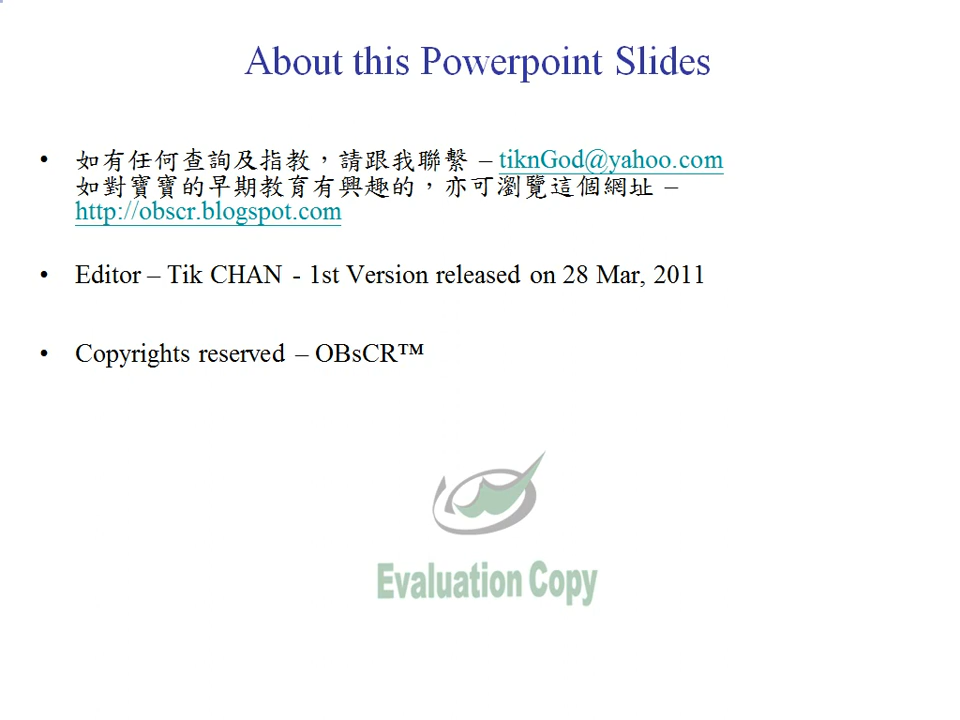 About this Powerpoint Slides
• 如有任何查詢及指教，請跟我聯繫 – tiknGod@yahoo.com
如對寶寶的早期教育有興趣的，亦可瀏覽這個網址 –
http://obscr.blogspot.com
• Editor – Tik CHAN - 1st Version released on 28 Mar, 2011
• Copyrights reserved – OBsCR™
Evaluation Copy